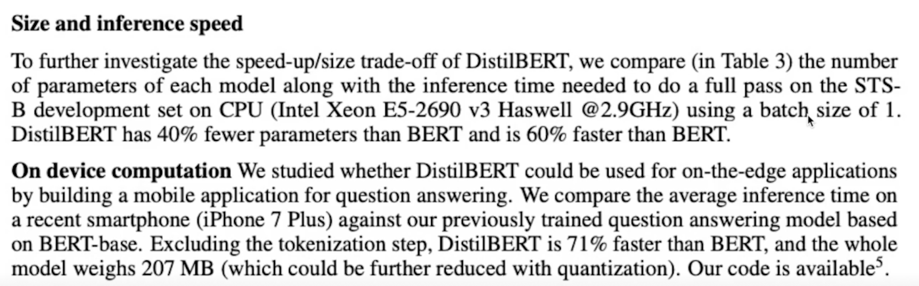 Size and inference speed
To further investigate the speed-up/size trade-off of DistilBERT, we compare (in Table 3) the number
of parameters of each model along with the inference time needed to do a full pass on the STS-
B development set on CPU (Intel Xeon E5-2690 v3 Haswell @2.9GHz) using a batch size of 1.
DistilBERT has 40% fewer parameters than BERT and is 60% faster than BERT.
On device computation We studied whether DistilBERT could be used for on-the-edge applications
by building a mobile application for question answering. We compare the average inference time on
a recent smartphone (iPhone 7 Plus) against our previously trained question answering model based
on BERT-base. Excluding the tokenization step, DistilBERT is 71% faster than BERT, and the whole
model weighs 207 MB (which could be further reduced with quantization). Our code is available⁵.